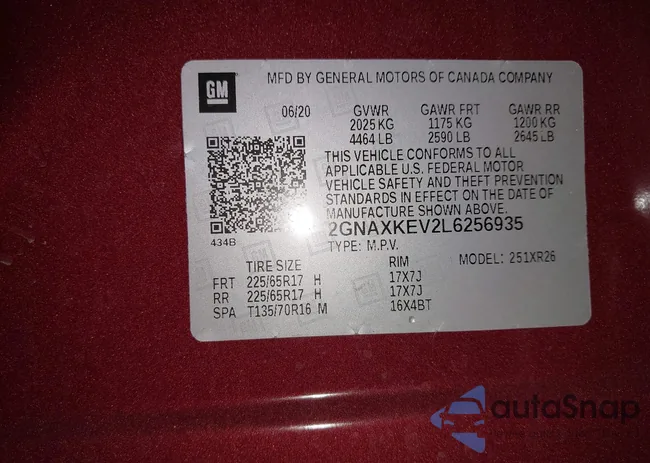 GM
MFD BY GENERAL MOTORS OF CANADA COMPANY
06/20 GVWR GAWR FRT GAWR RR
2025 KG 1175 KG 1200 KG
4464 LB 2590 LB 2645 LB
THIS VEHICLE CONFORMS TO ALL
APPLICABLE U.S. FEDERAL MOTOR
VEHICLE SAFETY AND THEFT PREVENTION
STANDARDS IN EFFECT ON THE DATE OF
MANUFACTURE SHOWN ABOVE.
434B
2GNAXKEV2L6256935
TYPE: M.P.V. MODEL: 251XR26
TIRE SIZE RIM
FRT 225/65R17 H 17X7J
RR 225/65R17 H 17X7J
SPA T135/70R16 M 16X4BT
autoSnap